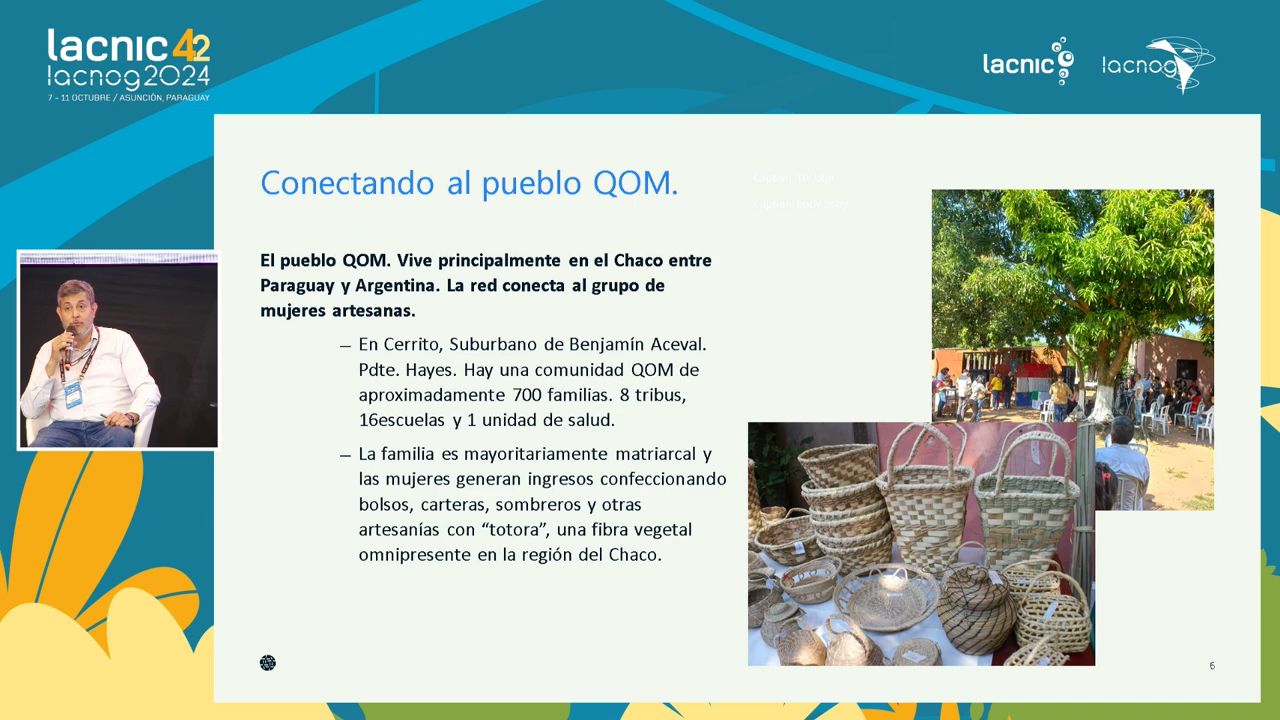 lacnic 42
lacnog2024
7 - 11 OCTUBRE / ASUNCIÓN, PARAGUAY
lacnic
lacnog
Conectando al pueblo QOM.
El pueblo QOM. Vive principalmente en el Chaco entre
Paraguay y Argentina. La red conecta al grupo de
mujeres artesanas.
– En Cerrito, Suburbano de Benjamín Aceval.
Pdte. Hayes. Hay una comunidad QOM de
aproximadamente 700 familias. 8 tribus,
16escuelas y 1 unidad de salud.
– La familia es mayoritariamente matriarcal y
las mujeres generan ingresos confeccionando
bolsos, carteras, sombreros y otras
artesanías con “totora”, una fibra vegetal
omnipresente en la región del Chaco.
6